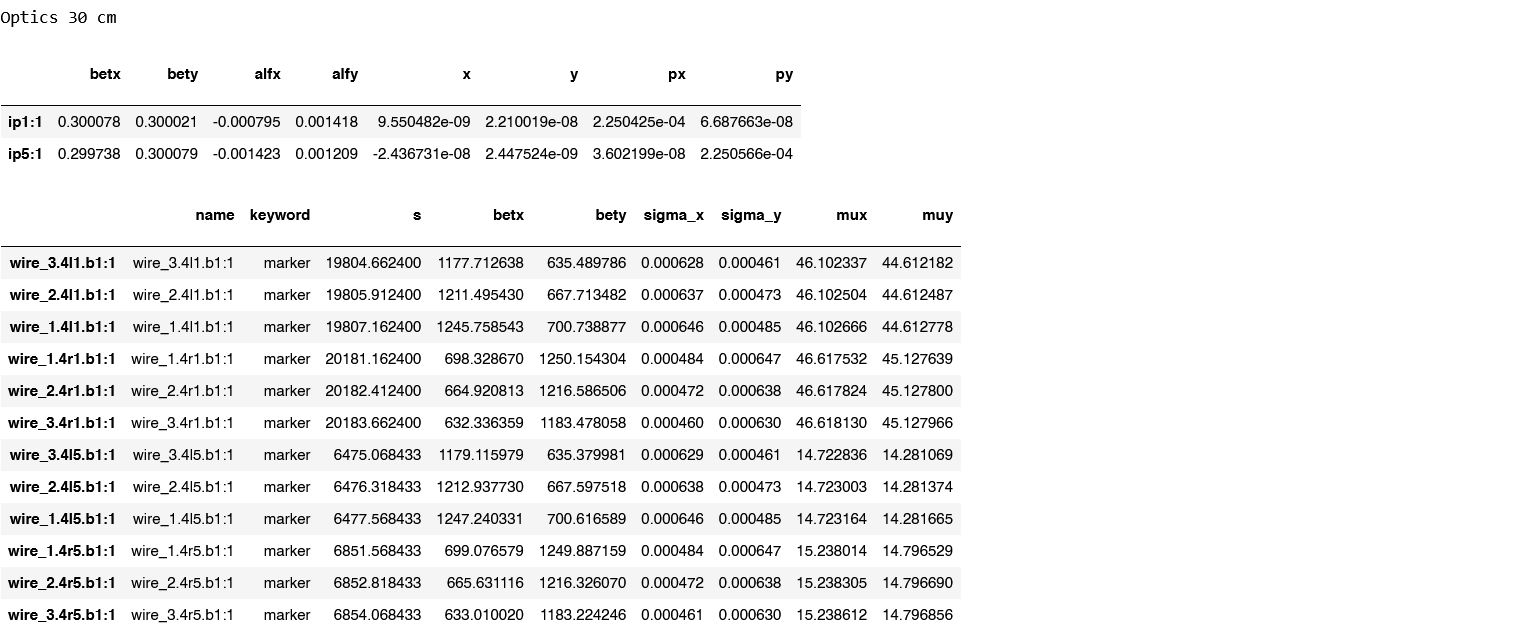 Optics 30 cm
betx bety alfx alfy x y px py
ip1:1 0.300078 0.300021 -0.000795 0.001418 9.550482e-09 2.210019e-08 2.250425e-04 6.687663e-08
ip5:1 0.299738 0.300079 -0.001423 0.001209 -2.436731e-08 2.447524e-09 3.602199e-08 2.250566e-04
name keyword s betx bety sigma_x sigma_y mux muy
wire_3.4l1.b1:1 wire_3.4l1.b1:1 marker 19804.662400 1177.712638 635.489786 0.000628 0.000461 46.102337 44.612182
wire_2.4l1.b1:1 wire_2.4l1.b1:1 marker 19805.912400 1211.495430 667.713482 0.000637 0.000473 46.102504 44.612487
wire_1.4l1.b1:1 wire_1.4l1.b1:1 marker 19807.162400 1245.758543 700.738877 0.000646 0.000485 46.102666 44.612778
wire_1.4r1.b1:1 wire_1.4r1.b1:1 marker 20181.162400 698.328670 1250.154304 0.000484 0.000647 46.617532 45.127639
wire_2.4r1.b1:1 wire_2.4r1.b1:1 marker 20182.412400 664.920813 1216.586506 0.000472 0.000638 46.617824 45.127800
wire_3.4r1.b1:1 wire_3.4r1.b1:1 marker 20183.662400 632.336359 1183.478058 0.000460 0.000630 46.618130 45.127966
wire_3.4l5.b1:1 wire_3.4l5.b1:1 marker 6475.068433 1179.115979 635.379981 0.000629 0.000461 14.722836 14.281069
wire_2.4l5.b1:1 wire_2.4l5.b1:1 marker 6476.318433 1212.937730 667.597518 0.000638 0.000473 14.723003 14.281374
wire_1.4l5.b1:1 wire_1.4l5.b1:1 marker 6477.568433 1247.240331 700.616589 0.000646 0.000485 14.723164 14.281665
wire_1.4r5.b1:1 wire_1.4r5.b1:1 marker 6851.568433 699.076579 1249.887159 0.000484 0.000647 15.238014 14.796529
wire_2.4r5.b1:1 wire_2.4r5.b1:1 marker 6852.818433 665.631116 1216.326070 0.000472 0.000638 15.238305 14.796690
wire_3.4r5.b1:1 wire_3.4r5.b1:1 marker 6854.068433 633.010020 1183.224246 0.000461 0.000630 15.238612 14.796856